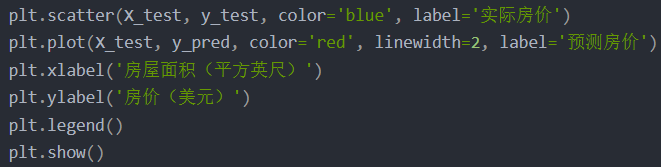 plt.scatter(X_test, y_test, color='blue', label='实际房价')
plt.plot(X_test, y_pred, color='red', linewidth=2, label='预测房价')
plt.xlabel('房屋面积（平方英尺）')
plt.ylabel('房价（美元）')
plt.legend()
plt.show()